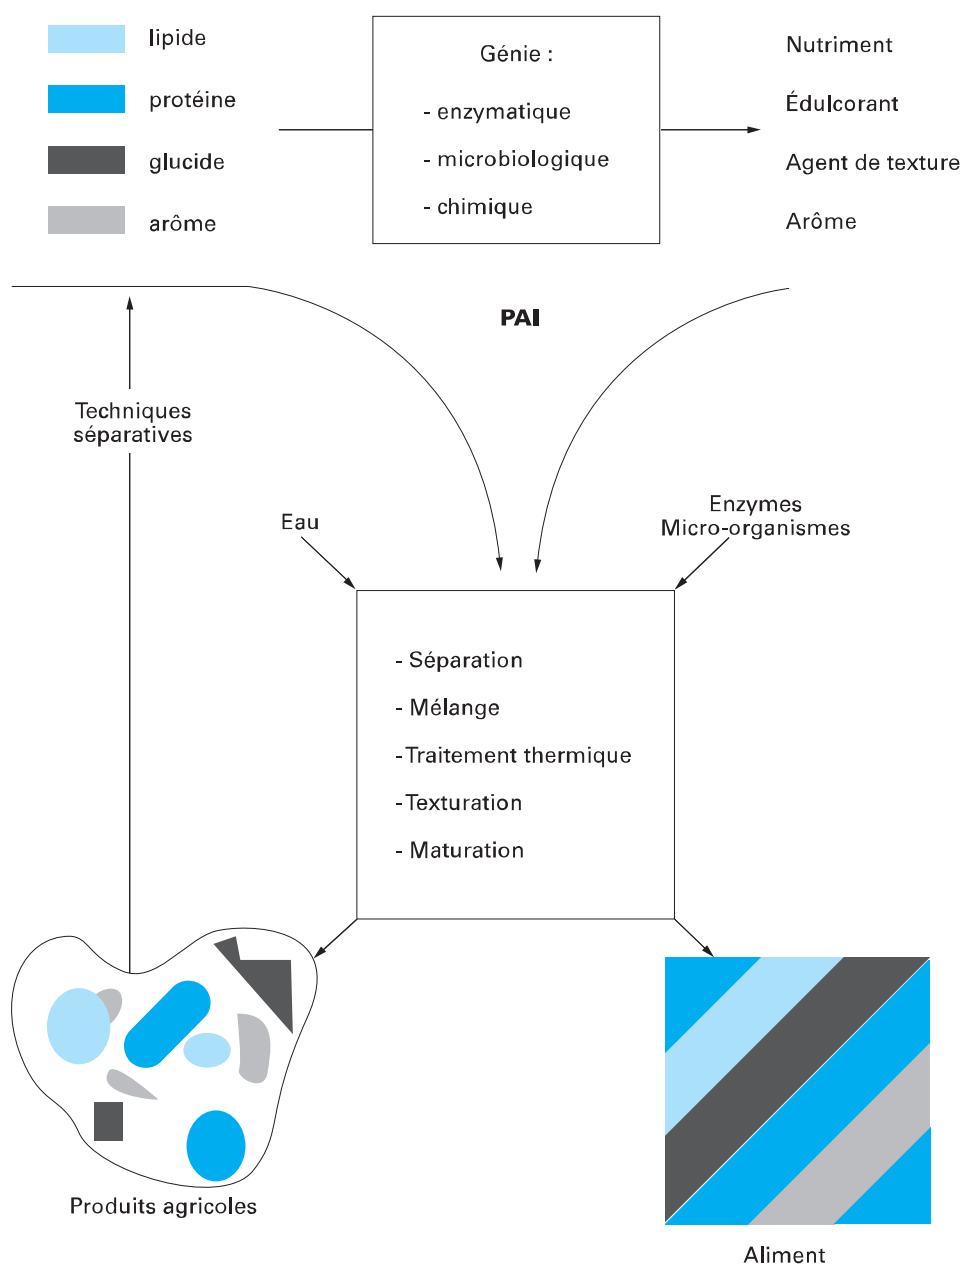 lipide
protéine
glucide
arôme
Génie :
- enzymatique
- microbiologique
- chimique
Nutriment
Édulcorant
Agent de texture
Arôme
PAI
Techniques
séparatives
Eau
Enzymes
Micro-organismes
- Séparation
- Mélange
- Traitement thermique
- Texturation
- Maturation
Produits agricoles
Aliment